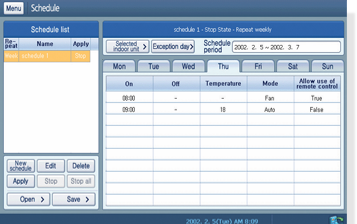 Menu Schedule
Schedule list
Re-
peat Name Apply
Week schedule 1 Stop
New
schedule Edit Delete
Apply Stop Stop all
Open > Save >
schedule 1 - Stop State - Repeat weekly
Selected
indoor unit > Exception day > Schedule
period 2002. 2. 5 ~ 2002. 3. 7
Mon Tue Wed Thu Fri Sat Sun
On Off Temperature Mode Allow use of
remote control
08:00 - - Fan True
09:00 - 18 Auto False
2002. 2. 5(Tue) AM 8:09